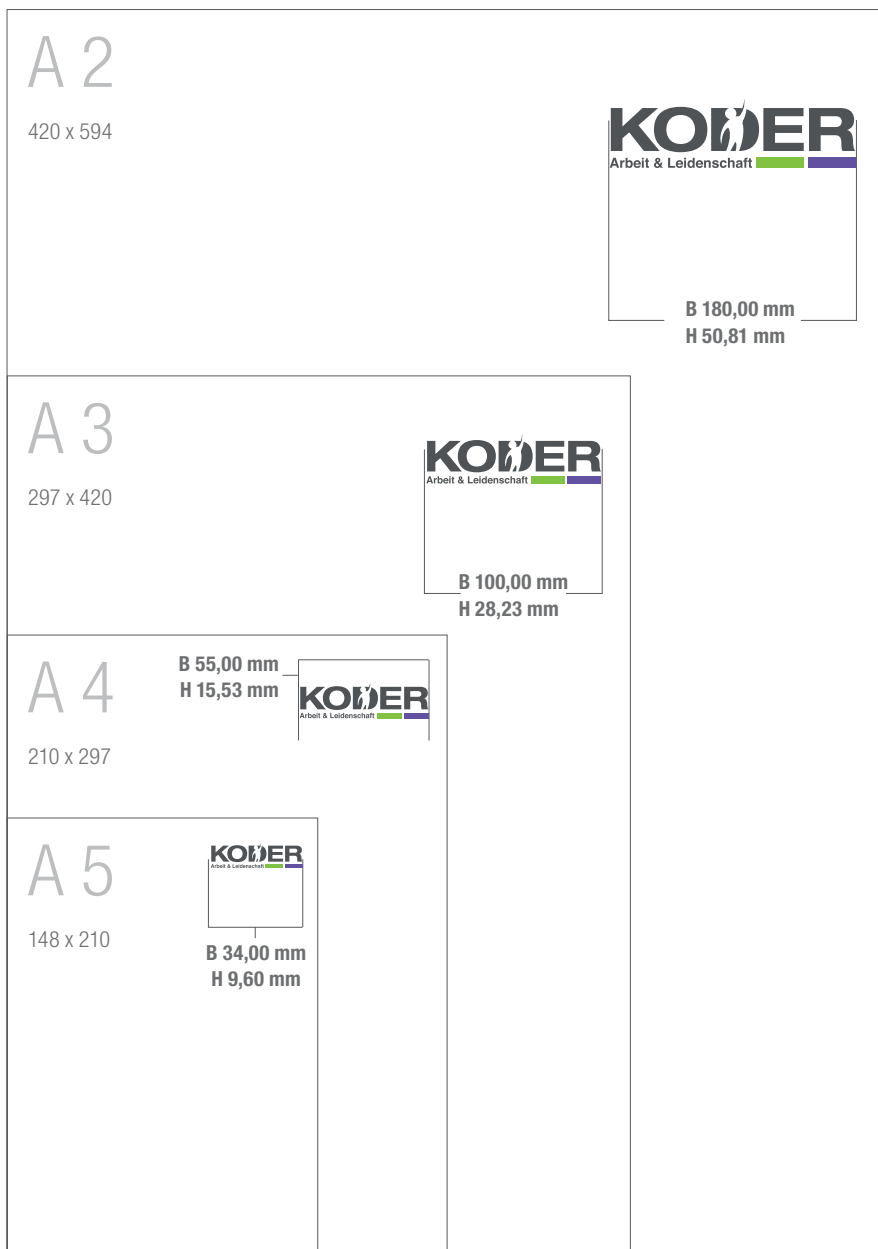 A 2
420 x 594
KODER
Arbeit & Leidenschaft
B 180,00 mm
H 50,81 mm
A 3
297 x 420
KODER
Arbeit & Leidenschaft
B 100,00 mm
H 28,23 mm
A 4
210 x 297
B 55,00 mm
H 15,53 mm
KODER
Arbeit & Leidenschaft
A 5
148 x 210
KODER
Arbeit & Leidenschaft
B 34,00 mm
H 9,60 mm